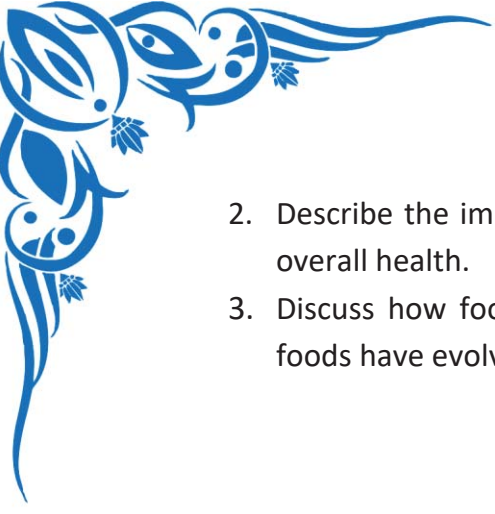 2. Describe the im
overall health.
3. Discuss how foo
foods have evolv